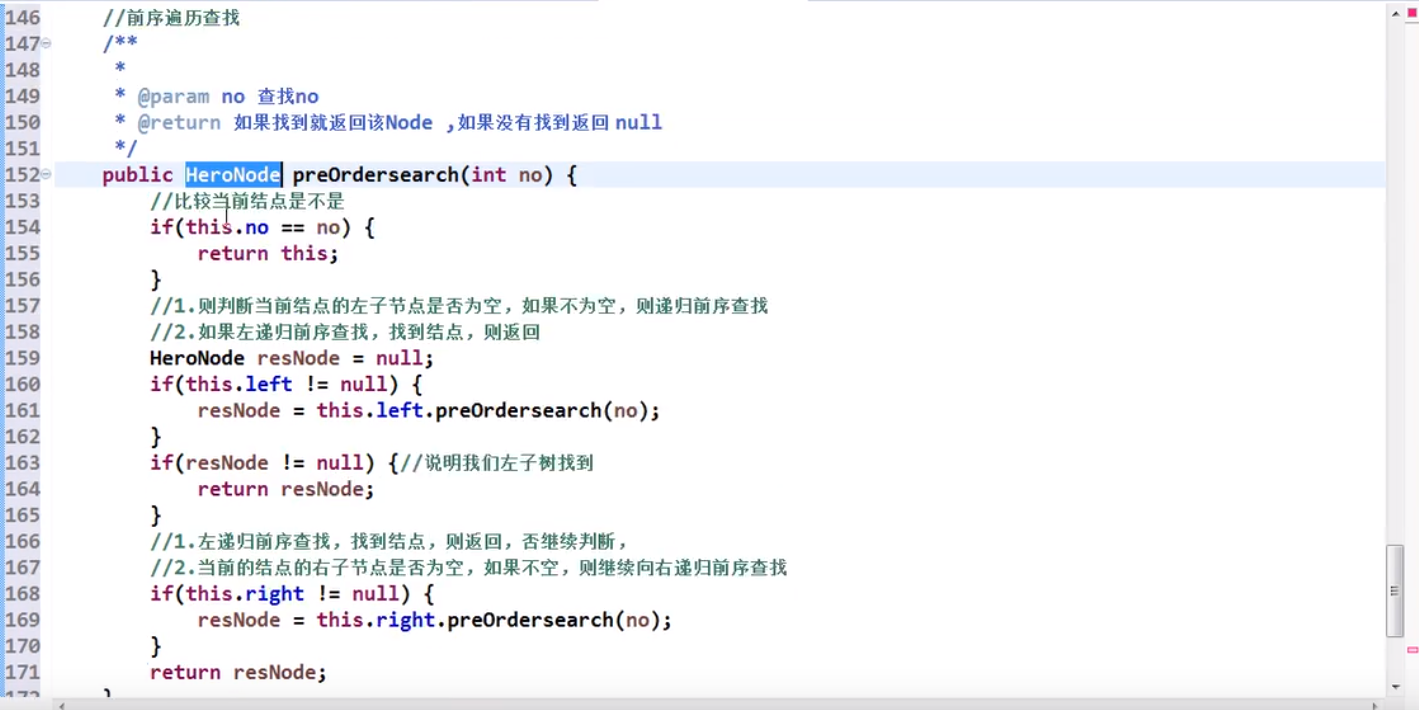 146 //前序遍历查找
147 /**
148 *
149 * @param no 查找no
150 * @return 如果找到就返回该Node ,如果没有找到返回 null
151 */
152 public HeroNode preOrdersearch(int no) {
153 //比较当前结点是不是
154 if(this.no == no) {
155 return this;
156 }
157 //1.则判断当前结点的左子节点是否为空，如果不为空，则递归前序查找
158 //2.如果左递归前序查找，找到结点，则返回
159 HeroNode resNode = null;
160 if(this.left != null) {
161 resNode = this.left.preOrdersearch(no);
162 }
163 if(resNode != null) {//说明我们左子树找到
164 return resNode;
165 }
166 //1.左递归前序查找，找到结点，则返回，否继续判断，
167 //2.当前的结点的右子节点是否为空，如果不空，则继续向右递归前序查找
168 if(this.right != null) {
169 resNode = this.right.preOrdersearch(no);
170 }
171 return resNode;